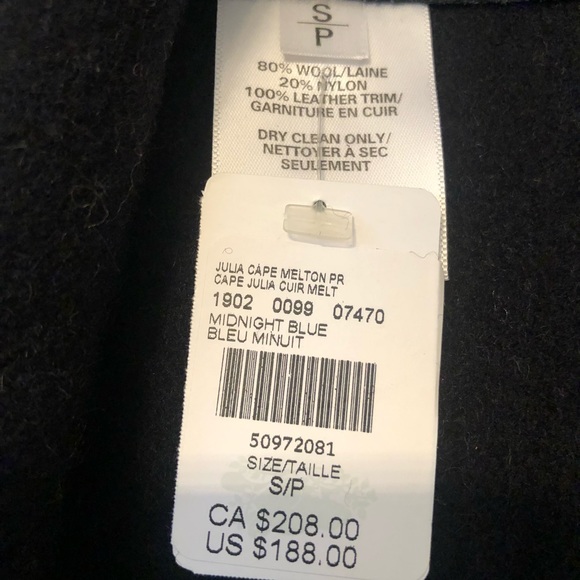 S
P
80% WOOL/LAINE
20% NYLON
100% LEATHER TRIM/
GARNITURE EN CUIR
DRY CLEAN ONLY/
NETTOYER À SEC
SEULEMENT
JULIA CAPE MELTON PR
CAPE JULIA CUIR MELT
1902 0099 07470
MIDNIGHT BLUE
BLEU MINUIT
50972081
SIZE/TAILLE
S/P
CA $208.00
US $188.00